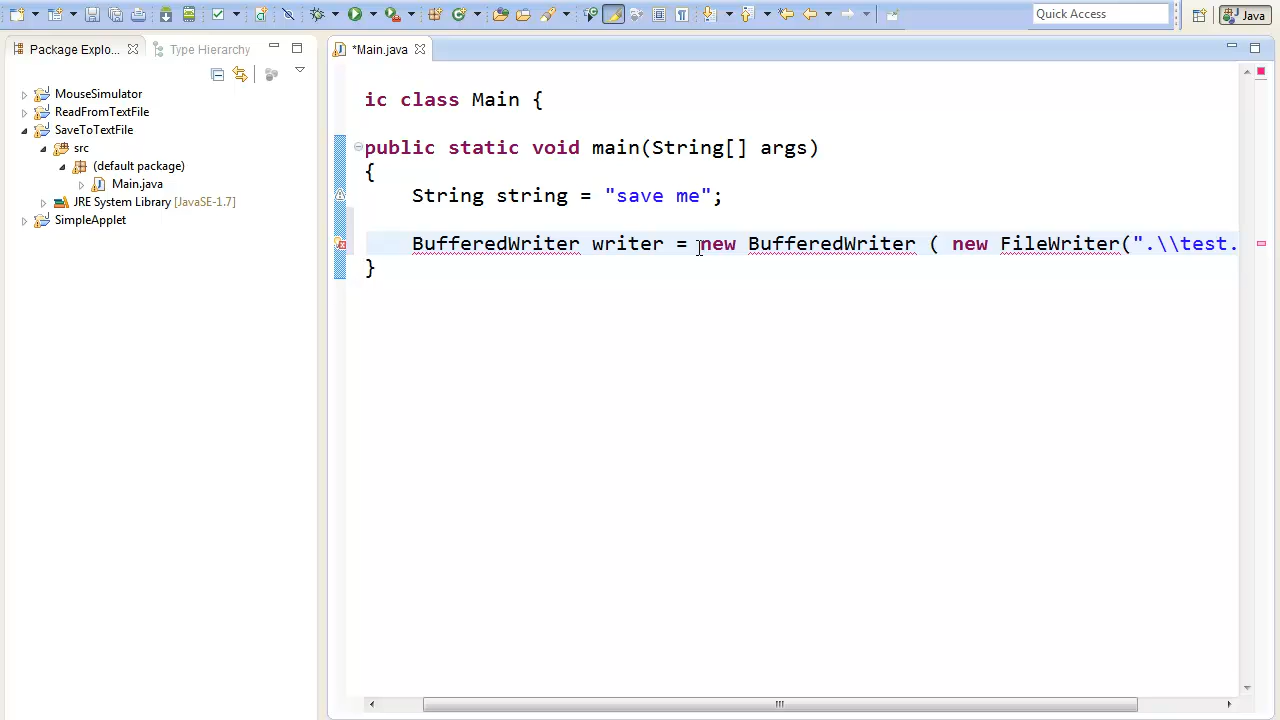 Quick Access
Java
Package Explo...
Type Hierarchy
*Main.java
MouseSimulator
ReadFromTextFile
SaveToTextFile
src
(default package)
Main.java
JRE System Library [JavaSE-1.7]
SimpleApplet
ic class Main {
public static void main(String[] args)
{
String string = "save me";
BufferedWriter writer = new BufferedWriter ( new FileWriter(".\\test.
}